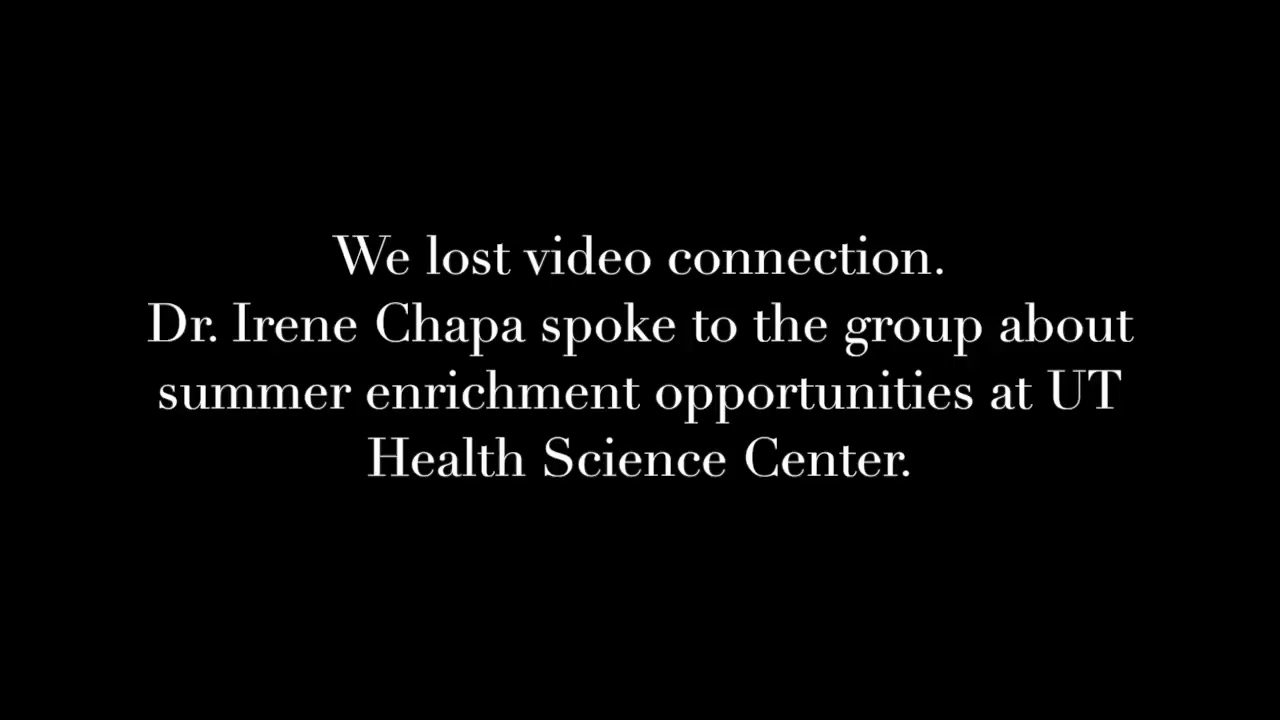 We lost video connection.
Dr. Irene Chapa spoke to the group about
summer enrichment opportunities at UT
Health Science Center.